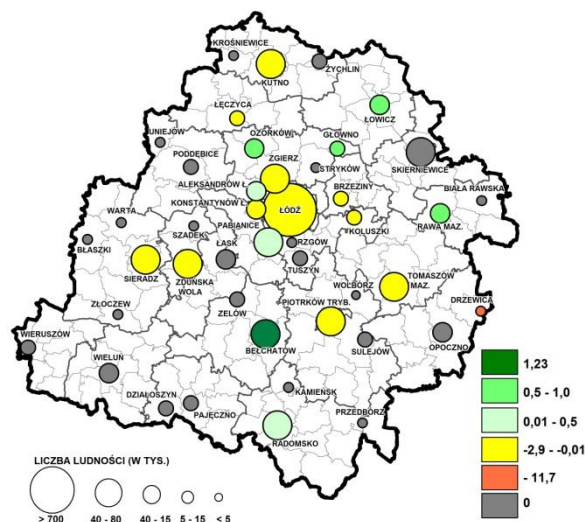 KROŚNIEWICE
KUTNO
ŻYCHLIN
ŁĘCZYCA
ŁOWICZ
UNIEJÓW
OZORKÓW
GŁOWNO
PODDĘBICE
ZGIERZ
STRYKÓW
SKIERNIEWICE
ALEKSANDRÓW Ł.
BRZEZINY
BIAŁA RAWSKA
KONSTANTYNÓW Ł.
ŁÓDŹ
WARTA
PABIANICE
KOLUSZKI
RAWA MAZ.
SZADEK
BŁASZKI
ŁASK
RZGÓW
TUSZYN
SIERADZ
ZDUŃSKA
WOLA
TOMASZÓW
MAZ.
WOLBÓRZ
DRZEWICA
ZŁOCZEW
ZELÓW
PIOTRKÓW TRYB.
WIERUSZÓW
BEŁCHATÓW
SULEJÓW
OPOCZNO
WIELUŃ
DZIAŁOSZYN
PAJĘCZNO
KAMIEŃSK
PRZEDBÓRZ
RADOMSKO
1,23
0,5 - 1,0
0,01 - 0,5
-2,9 - -0,01
- 11,7
0
LICZBA LUDNOŚCI (W TYS.)
> 700
40 - 80
40 - 15
5 - 15
< 5